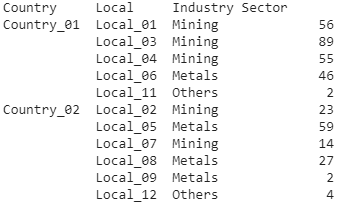 Country     Local     Industry Sector
Country_01  Local_01  Mining             56
            Local_03  Mining             89
            Local_04  Mining             55
            Local_06  Metals             46
            Local_11  Others              2
Country_02  Local_02  Mining             23
            Local_05  Metals             59
            Local_07  Mining             14
            Local_08  Metals             27
            Local_09  Metals              2
            Local_12  Others              4